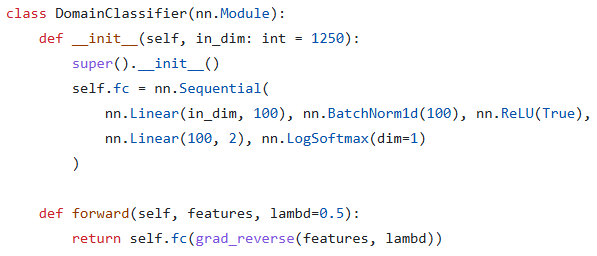 class DomainClassifier(nn.Module):
    def __init__(self, in_dim: int = 1250):
        super().__init__()
        self.fc = nn.Sequential(
            nn.Linear(in_dim, 100), nn.BatchNorm1d(100), nn.ReLU(True),
            nn.Linear(100, 2), nn.LogSoftmax(dim=1)
        )

    def forward(self, features, lambd=0.5):
        return self.fc(grad_reverse(features, lambd))